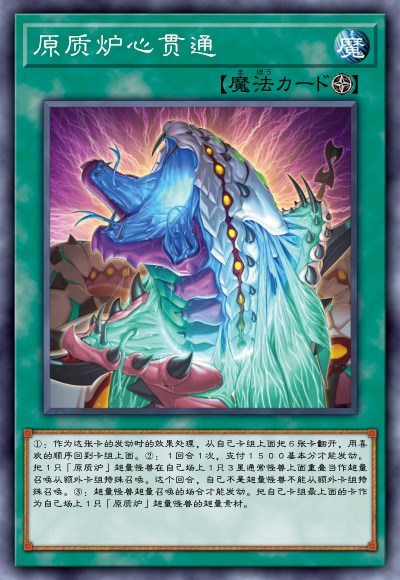 原质炉心贯通
魔
【魔法カード】
まほう
①：作为这张卡的发动时的效果处理，从自己卡组上面把6张卡翻开，用喜
欢的顺序回到卡组上面。②：1回合1次，支付1500基本分才能发动。
把1只「原质炉」超量怪兽在自己场上1只3星通常怪兽上面重叠当作超量
召唤从额外卡组特殊召唤。这个回合，自己不是超量怪兽不能从额外卡组特
殊召唤。③：超量怪兽超量召唤的场合才能发动。把自己卡组最上面的卡作
为自己场上1只「原质炉」超量怪兽的超量素材。